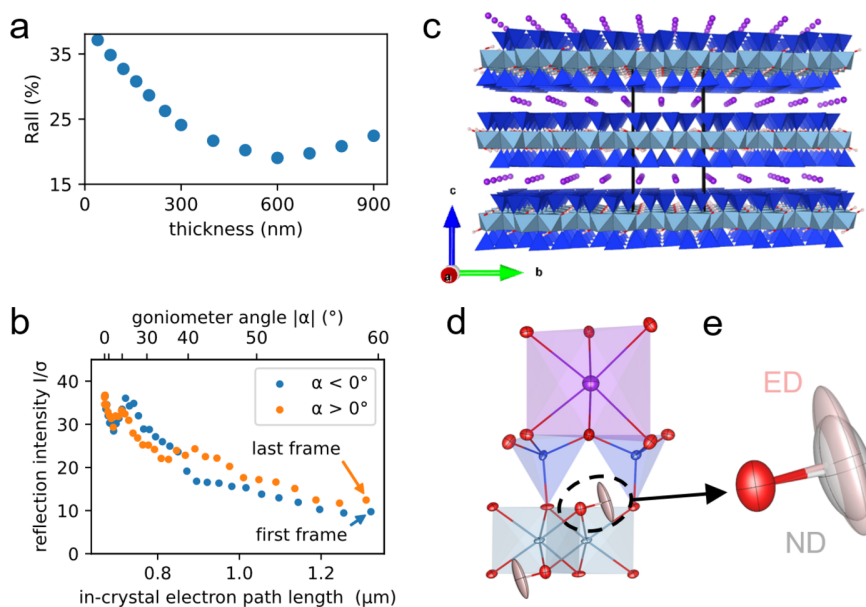 a
35
25
15
Rall (%)
0
300
600
900
thickness (nm)
b
goniometer angle |α| (°)
0
30
40
50
60
40
30
20
10
0
reflection intensity I/σ
α < 0°
α > 0°
last frame
first frame
0.8
1.0
1.2
in-crystal electron path length (μm)
c
c
a
b
d
e
ED
ND